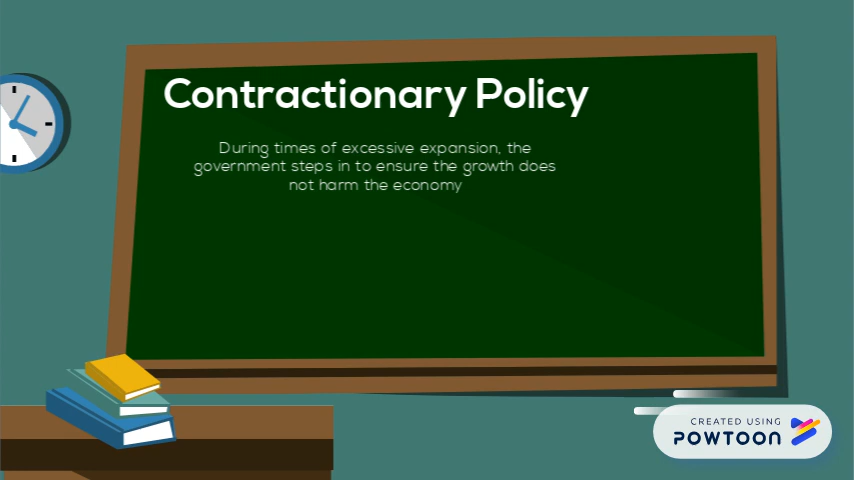 Contractionary Policy
During times of excessive expansion, the
government steps in to ensure the growth does
not harm the economy
CREATED USING
POWTOON